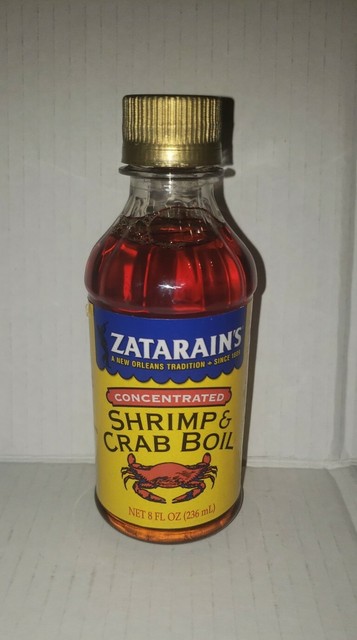 ZATARAIN'S
A NEW ORLEANS TRADITION • SINCE 1889
CONCENTRATED
SHRIMP &
CRAB BOIL
NET 8 FL OZ (236 mL)